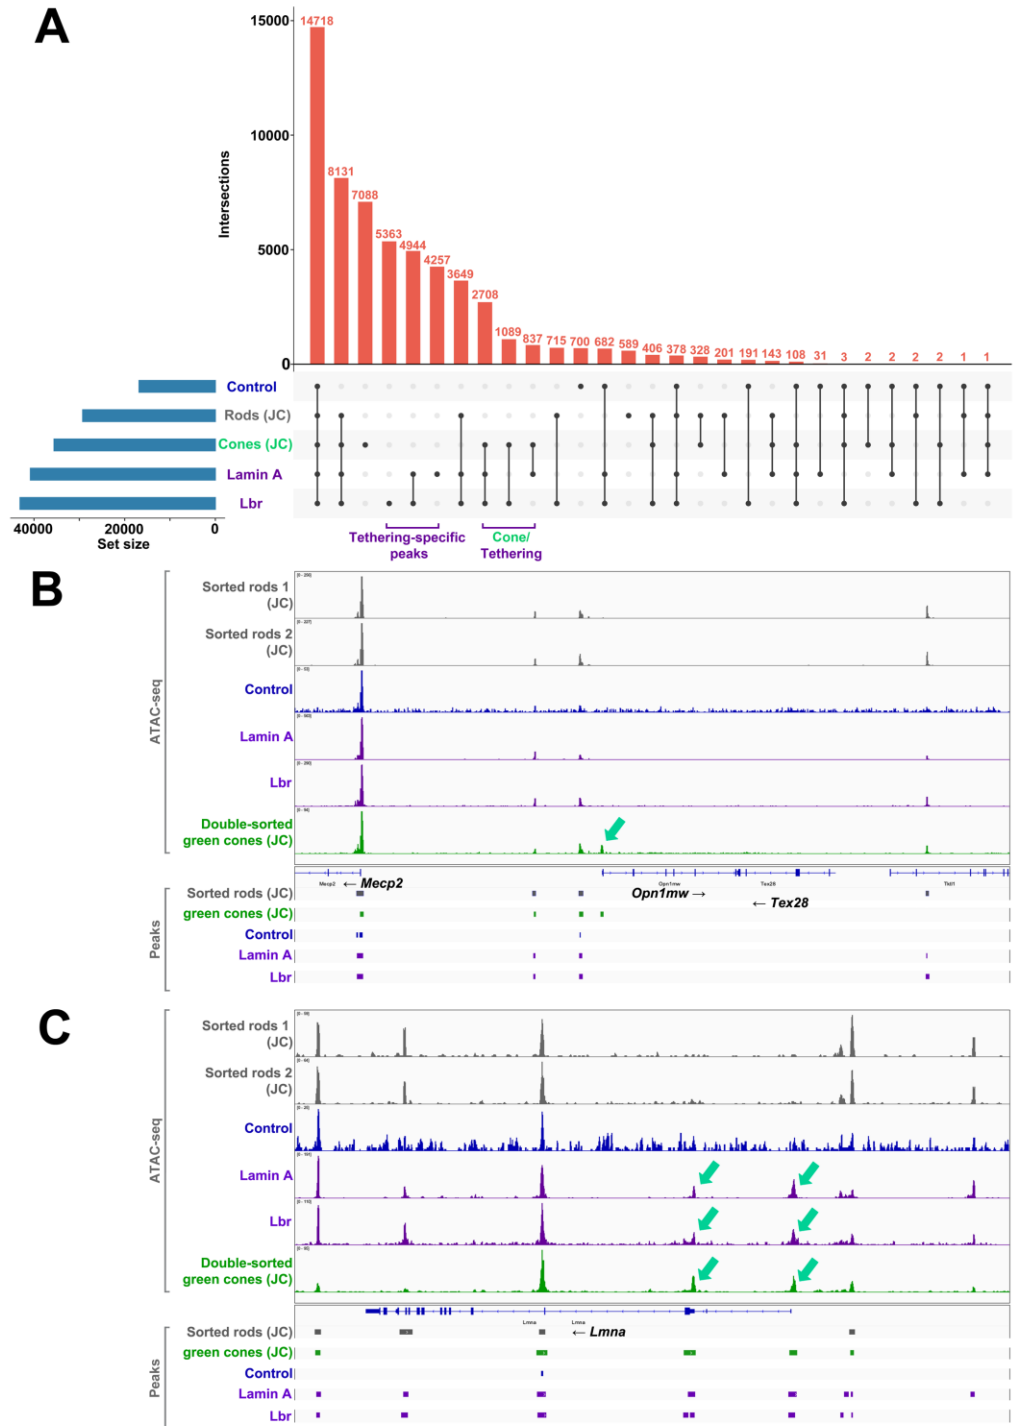 A
15000
10000
5000
0
Intersections
14718
8131
7088
5363
4944
4257
3649
2708
1089
837
715
700
682
589
406
378
328
201
191
143
108
31
3
2
2
2
2
1
1
Control
Rods (JC)
Cones (JC)
Lamin A
Lbr
40000 20000 0
Set size
Tethering-specific
peaks
Cone/
Tethering
B
ATAC-seq
Sorted rods 1
(JC)
Sorted rods 2
(JC)
Control
Lamin A
Lbr
Double-sorted
green cones (JC)
Mecp2 ← Mecp2
Opn1mw
Tex28
Opn1mw →
← Tex28
Peaks
Sorted rods (JC)
green cones (JC)
Control
Lamin A
Lbr
C
ATAC-seq
Sorted rods 1
(JC)
Sorted rods 2
(JC)
Control
Lamin A
Lbr
Double-sorted
green cones (JC)
Lmna Lmna ← Lmna
Peaks
Sorted rods (JC)
green cones (JC)
Control
Lamin A
Lbr